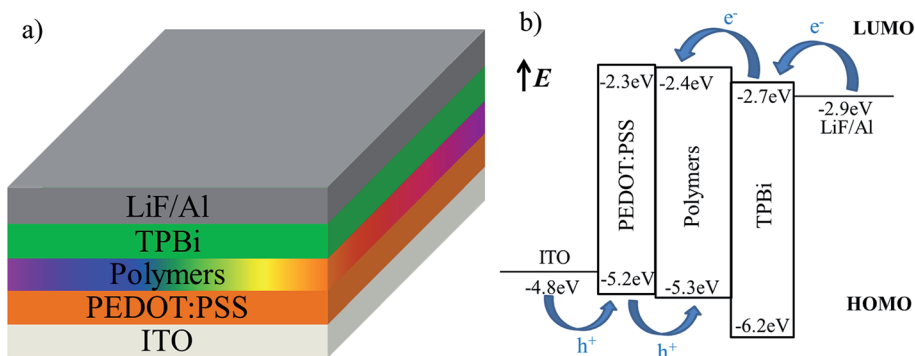 a)
LiF/Al
TPBi
Polymers
PEDOT:PSS
ITO
b)
e-
e-
LUMO
E
-2.3eV
-2.4eV
-2.7eV
-2.9eV
LiF/Al
PEDOT:PSS
Polymers
TPBi
ITO
-4.8eV
-5.2eV
-5.3eV
-6.2eV
HOMO
h+
h+